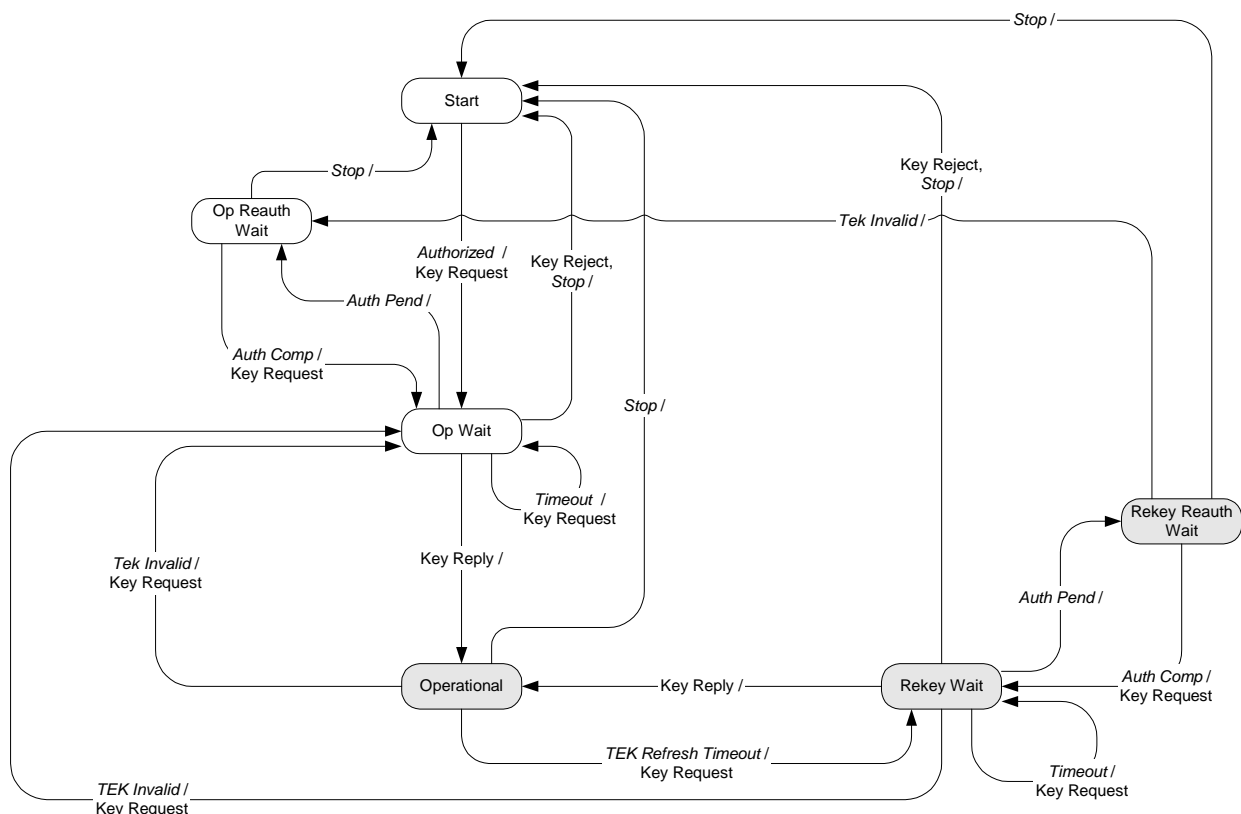 Stop /
Start
Key Reject,
Stop /
Stop /
Op Reauth
Wait
Tek Invalid /
Authorized /
Key Request
Key Reject,
Stop /
Auth Pend /
Auth Comp /
Key Request
Stop /
Op Wait
Timeout /
Key Request
Rekey Reauth
Wait
Tek Invalid /
Key Request
Key Reply /
Auth Pend /
Operational
Key Reply /
Rekey Wait
Auth Comp /
Key Request
TEK Refresh Timeout /
Key Request
Timeout /
Key Request
TEK Invalid /
Key Request